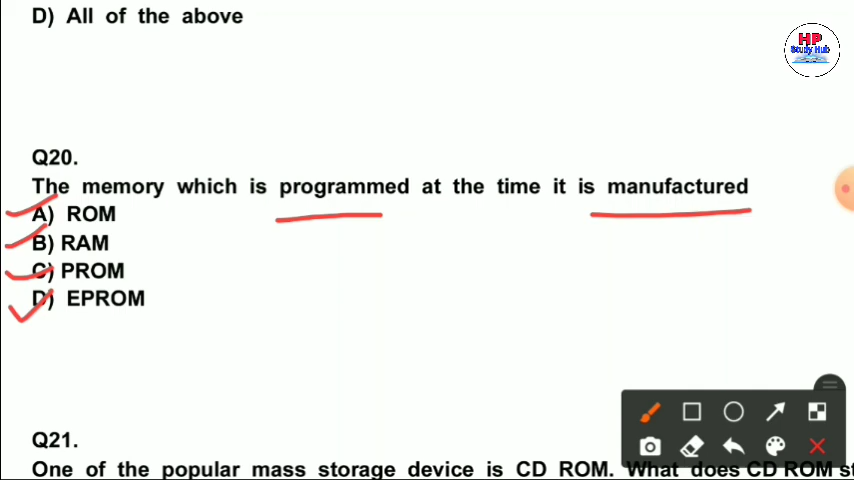 D) All of the above
HP
Study Hub
Q20.
The memory which is programmed at the time it is manufactured
A) ROM
B) RAM
C) PROM
D) EPROM
Q21.
One of the popular mass storage device is CD ROM. What does CD ROM st